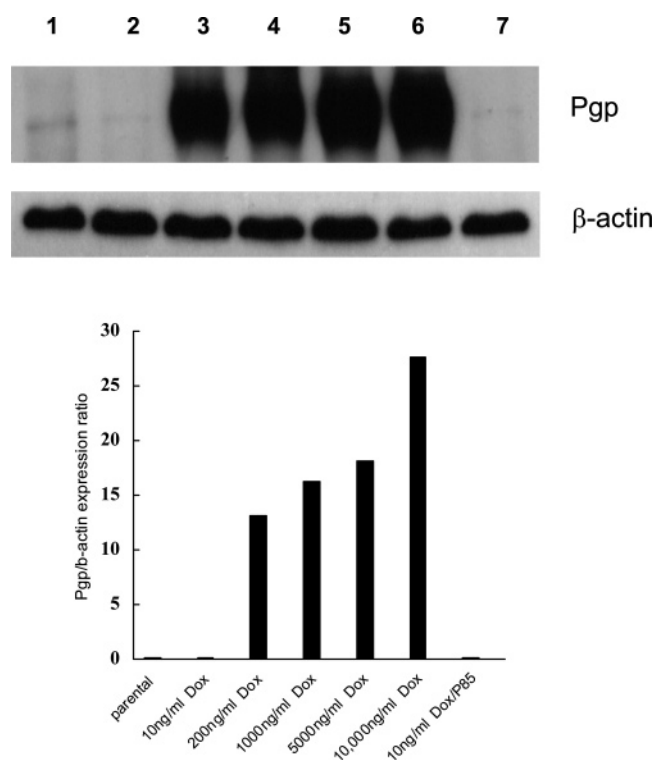 1 2 3 4 5 6 7
Pgp
β-actin
30
25
20
15
10
5
0
Pgp/b-actin expression ratio
parental
10ng/ml Dox
200ng/ml Dox
1000ng/ml Dox
5000ng/ml Dox
10,000ng/ml Dox
10ng/ml Dox/P85